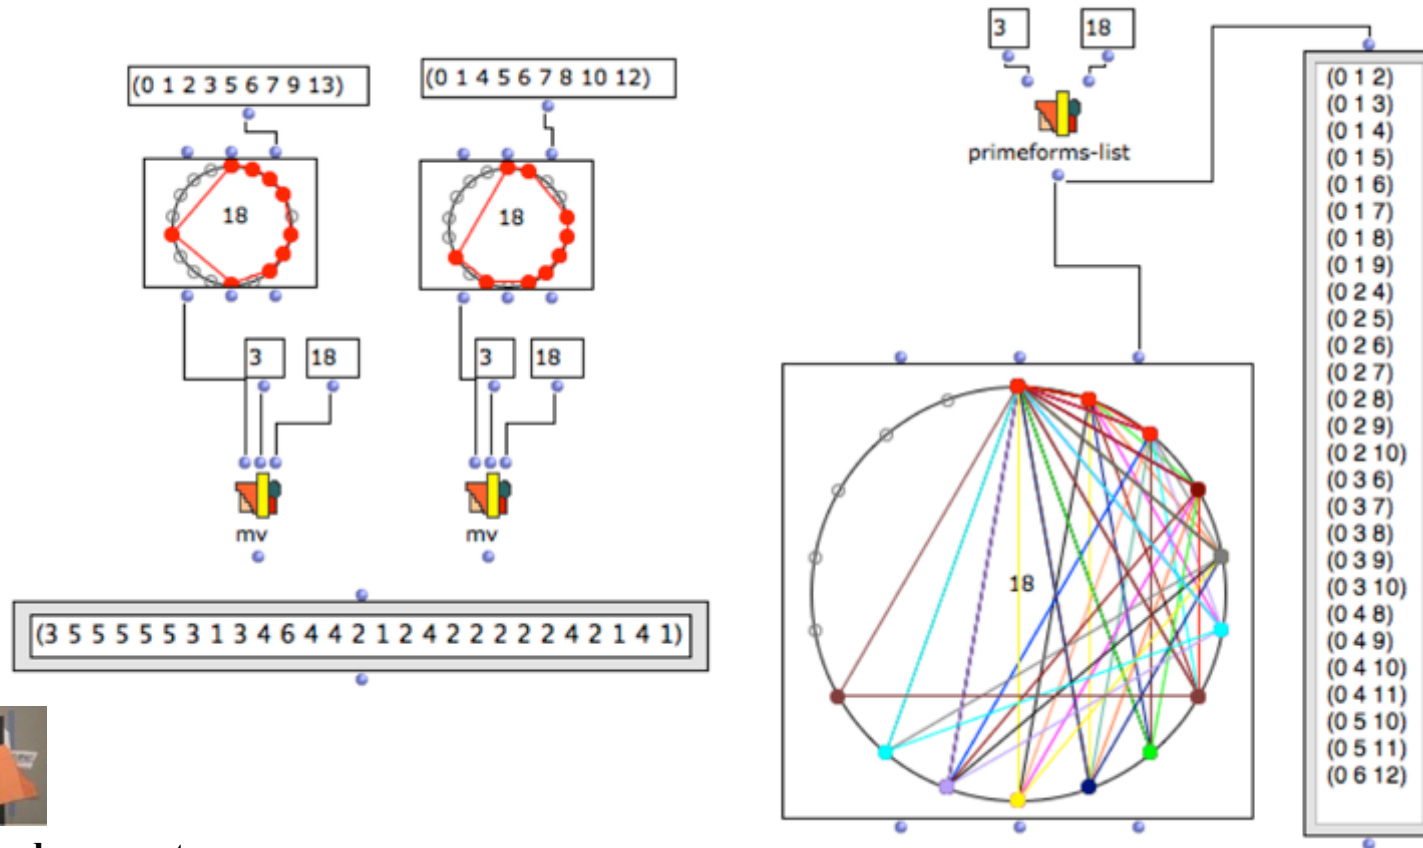 (0 1 2 3 5 6 7 9 13)
(0 1 4 5 6 7 8 10 12)
18
18
3
18
3
18
mv
mv
(3 5 5 5 5 5 3 1 3 4 6 4 4 2 1 2 4 2 2 2 2 2 4 2 1 4 1)
3
18
primeforms-list
18
(0 1 2)
(0 1 3)
(0 1 4)
(0 1 5)
(0 1 6)
(0 1 7)
(0 1 8)
(0 1 9)
(0 2 4)
(0 2 5)
(0 2 6)
(0 2 7)
(0 2 8)
(0 2 9)
(0 2 10)
(0 3 6)
(0 3 7)
(0 3 8)
(0 3 9)
(0 3 10)
(0 4 8)
(0 4 9)
(0 4 10)
(0 4 11)
(0 5 10)
(0 5 11)
(0 6 12)